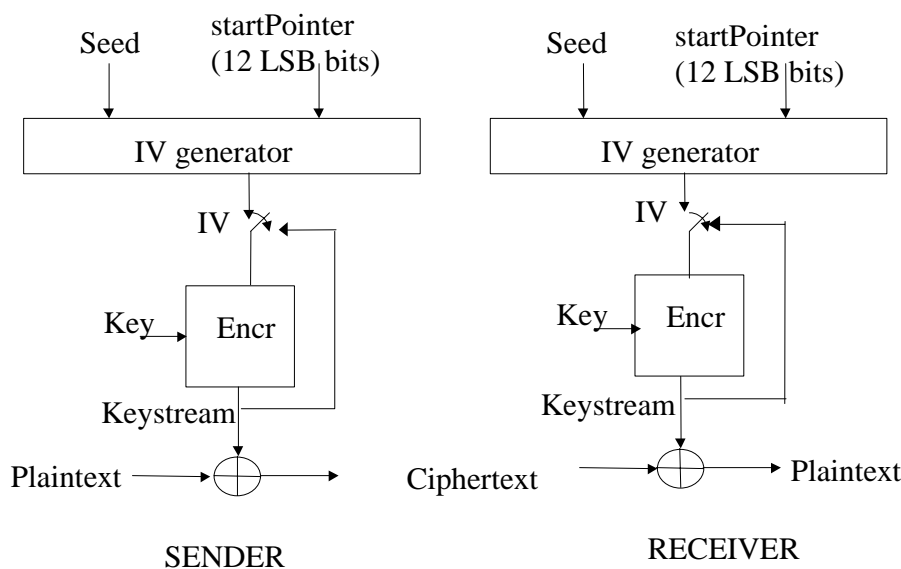 Seed
startPointer
(12 LSB bits)
IV generator
IV
Key
Encr
Keystream
Plaintext
SENDER
Seed
startPointer
(12 LSB bits)
IV generator
IV
Key
Encr
Keystream
Ciphertext
Plaintext
RECEIVER